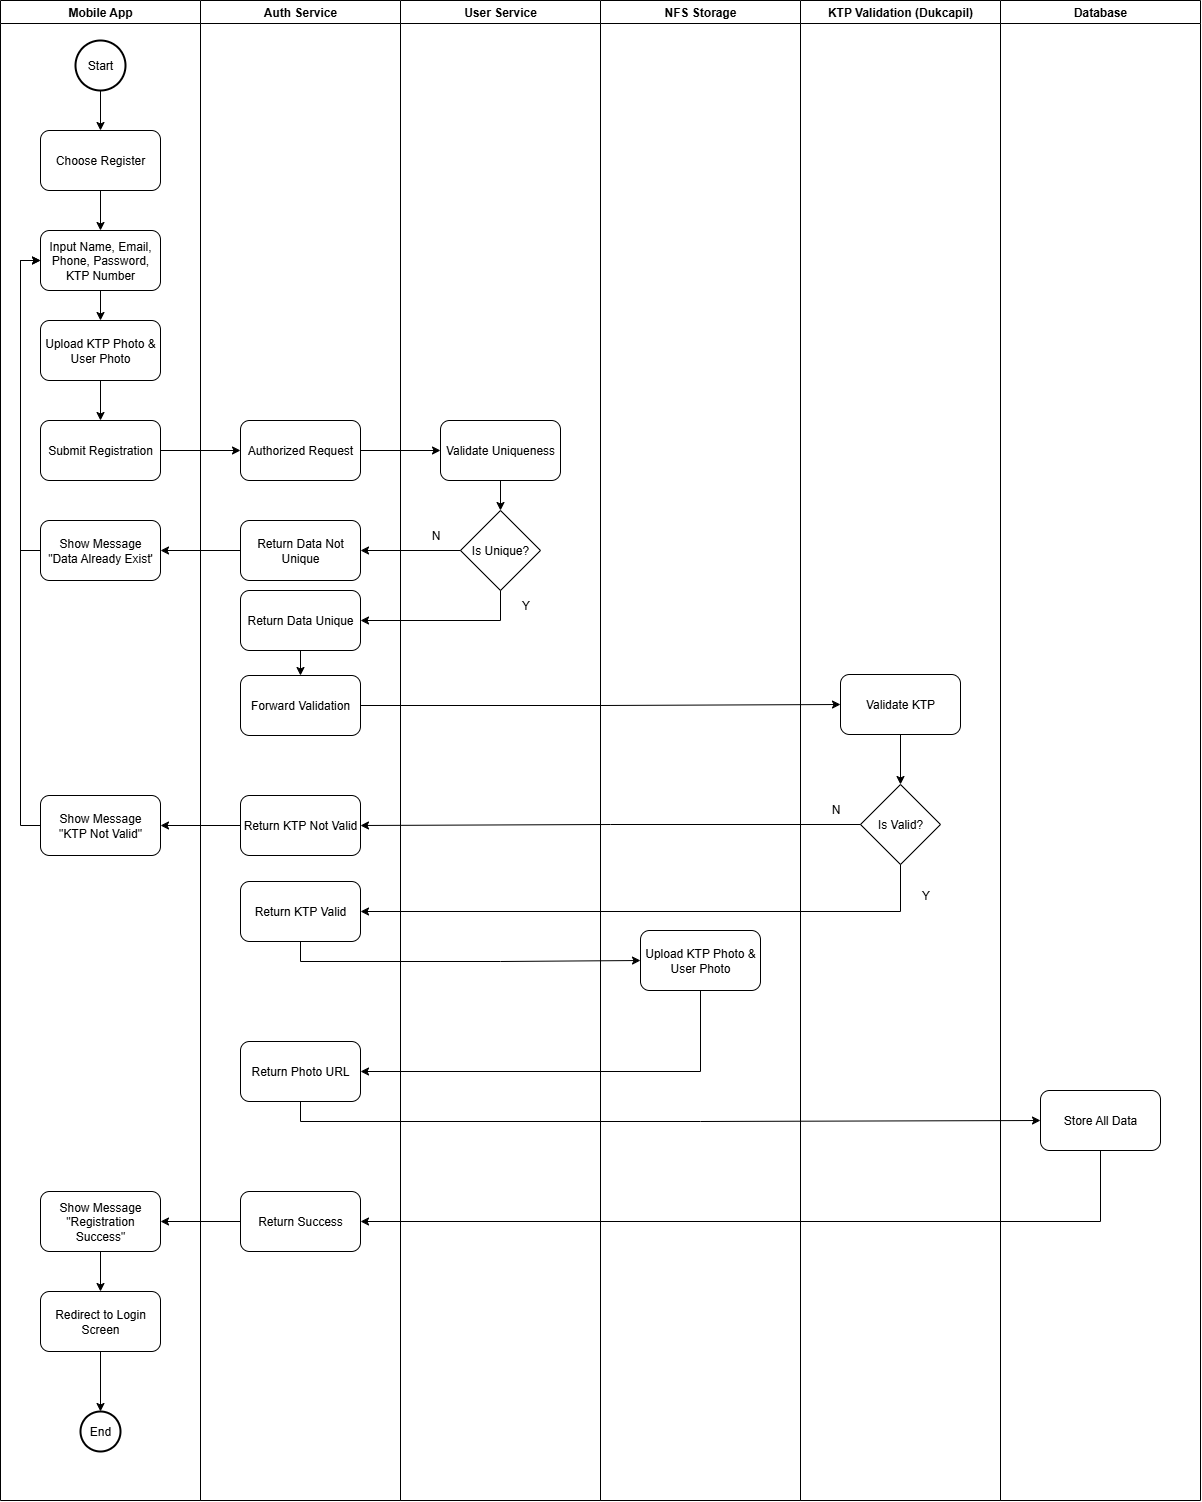 Mobile App
Auth Service
User Service
NFS Storage
KTP Validation (Dukcapil)
Database
Start
Choose Register
Input Name, Email,
Phone, Password,
KTP Number
Upload KTP Photo &
User Photo
Submit Registration
Authorized Request
Validate Uniqueness
Show Message
"Data Already Exist'
Return Data Not
Unique
N
Is Unique?
Y
Return Data Unique
Forward Validation
Validate KTP
Show Message
"KTP Not Valid"
Return KTP Not Valid
N
Is Valid?
Y
Return KTP Valid
Upload KTP Photo &
User Photo
Return Photo URL
Store All Data
Show Message
"Registration
Success"
Return Success
Redirect to Login
Screen
End